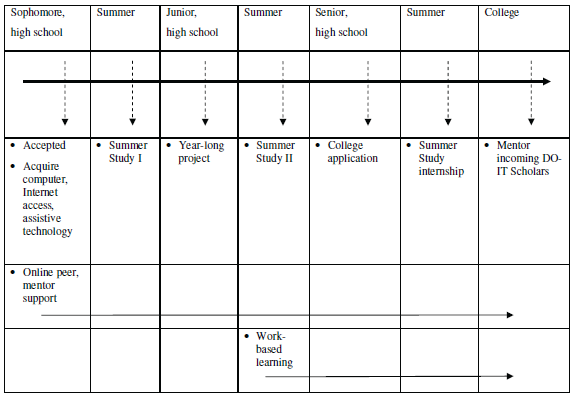 Sophomore,
high school
Summer
Junior,
high school
Summer
Senior,
high school
Summer
College
• Accepted
• Acquire
computer,
Internet
access,
assistive
technology
• Summer
Study I
• Year-long
project
• Summer
Study II
• College
application
• Summer
Study
internship
• Mentor
incoming DO-
IT Scholars
• Online peer,
mentor
support
• Work-
based
learning